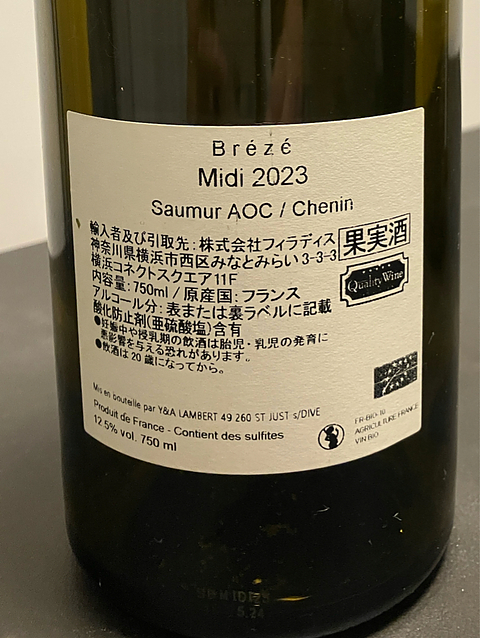 Brézé
Midi 2023
Saumur AOC / Chenin
輸入者及び引取先:株式会社フィラディス
神奈川県横浜市西区みなとみらい3-3-3
横浜コネクトスクエア11F
果実酒
Quality Wine
内容量:750ml / 原産国:フランス
アルコール分:表または裏ラベルに記載
酸化防止剤(亜硫酸塩)含有
●妊娠中や授乳期の飲酒は胎児・乳児の発育に
悪影響を与える恐れがあります。
●飲酒は20歳になってから。
Mis en bouteille par Y&A LAMBERT 49 260 ST JUST s/DIVE
Produit de France - Contient des sulfites
12.5% vol. 750 ml
FR-BIO-10
AGRICULTURE FRANCE
VIN BIO
5.24